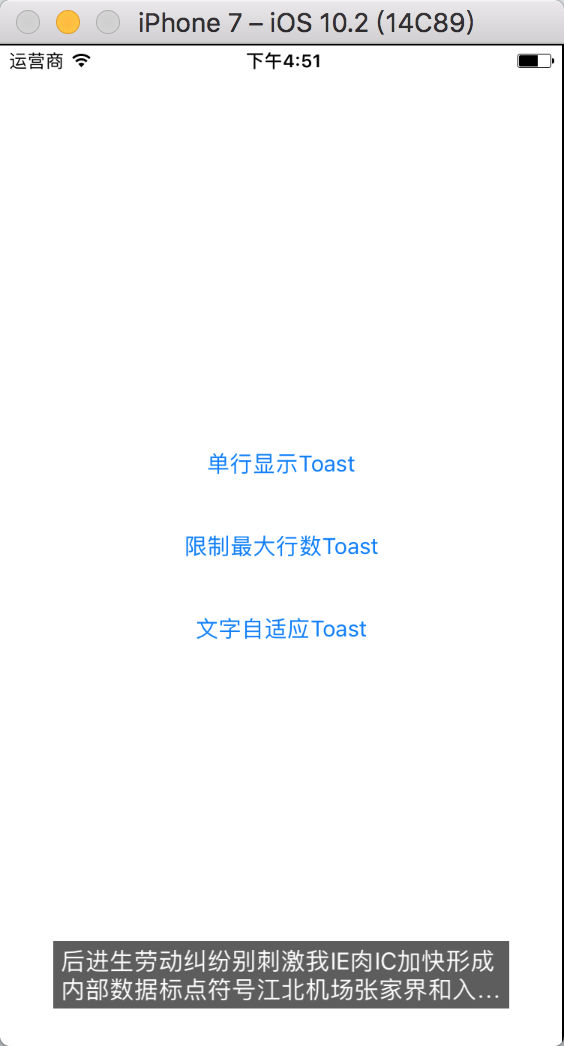 iPhone 7 – iOS 10.2 (14C89)
运营商 下午4:51
单行显示Toast
限制最大行数Toast
文字自适应Toast
后进生劳动纠纷别刺激我IE肉IC加快形成
内部数据标点符号江北机场张家界和入…